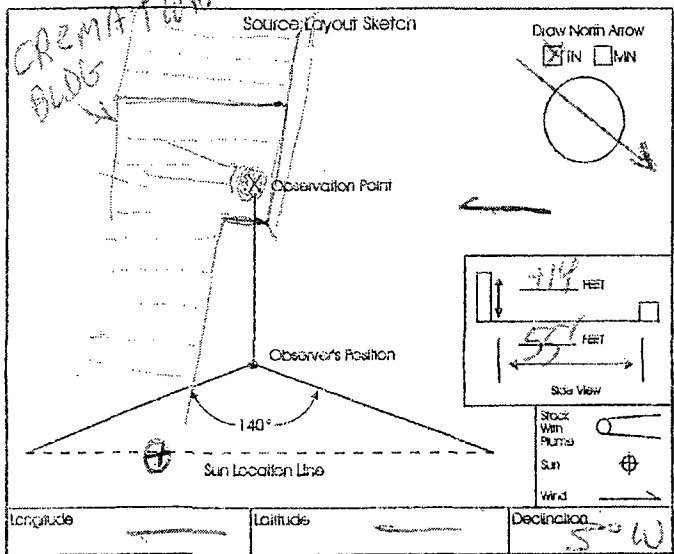 Source Layout Sketch
Draw North Arrow
TN MN
BLDG
Observation Point
FEET
FEET
Observer's Position
Side View
140°
Stack
With
Plume
Sun
Sun Location Line
Wind
Longitude Latitude Declination
W